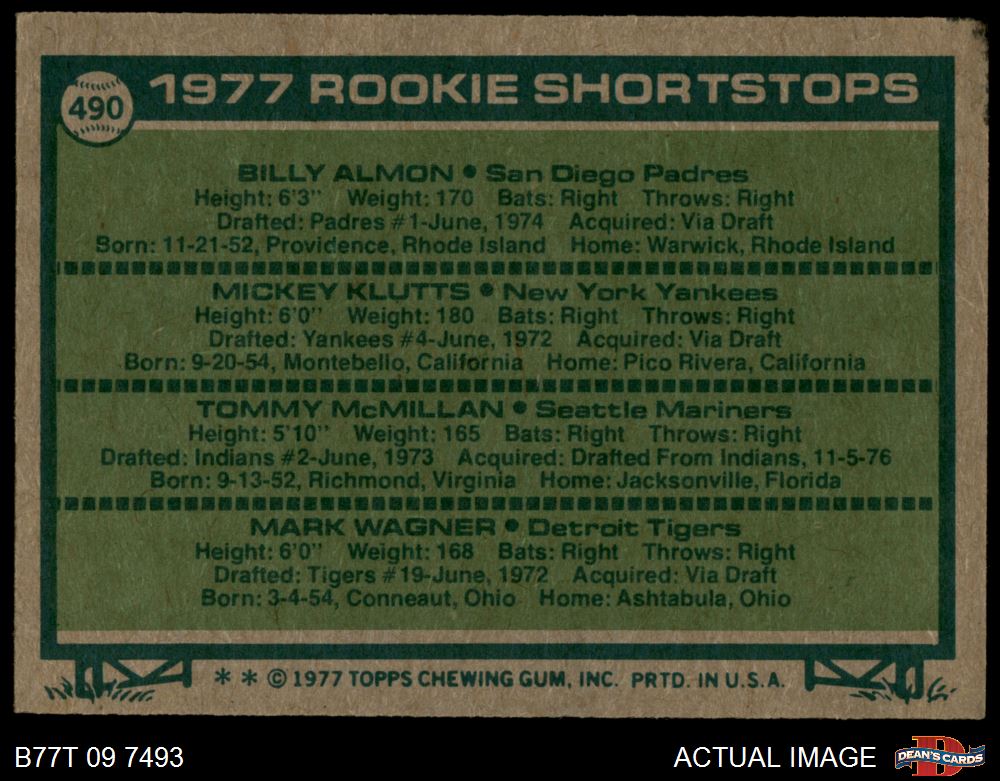 490
1977 ROOKIE SHORTSTOPS
BILLY ALMON • San Diego Padres
Height: 6'3" Weight: 170 Bats: Right Throws: Right
Drafted: Padres #1-June, 1974 Acquired: Via Draft
Born: 11-21-52, Providence, Rhode Island Home: Warwick, Rhode Island
MICKEY KLUTTS • New York Yankees
Height: 6'0" Weight: 180 Bats: Right Throws: Right
Drafted: Yankees #4-June, 1972 Acquired: Via Draft
Born: 9-20-54, Montebello, California Home: Pico Rivera, California
TOMMY McMILLAN • Seattle Mariners
Height: 5'10" Weight: 165 Bats: Right Throws: Right
Drafted: Indians #2-June, 1973 Acquired: Drafted From Indians, 11-5-76
Born: 9-13-52, Richmond, Virginia Home: Jacksonville, Florida
MARK WAGNER • Detroit Tigers
Height: 6'0" Weight: 168 Bats: Right Throws: Right
Drafted: Tigers #19-June, 1972 Acquired: Via Draft
Born: 3-4-54, Conneaut, Ohio Home: Ashtabula, Ohio
* * © 1977 TOPPS CHEWING GUM, INC. PRTD. IN U.S.A.
B77T 09 7493 ACTUAL IMAGE
D
DEAN'S CARDS